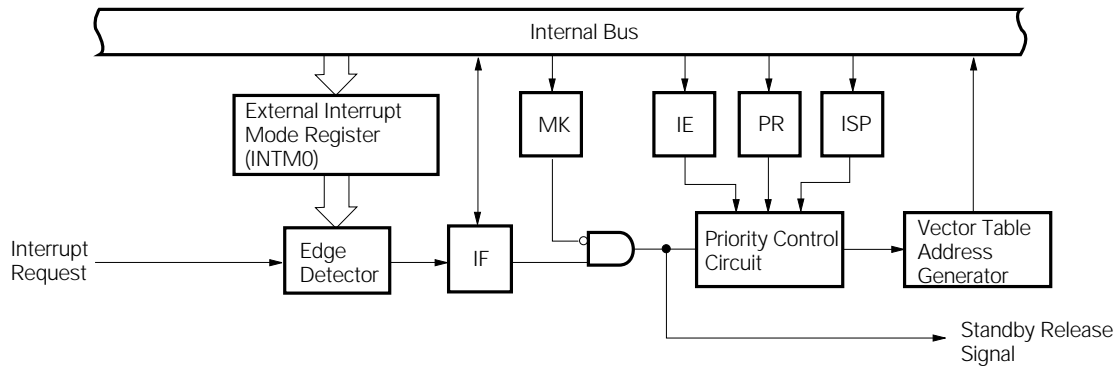 Internal Bus
External Interrupt
Mode Register
(INTM0)
MK
IE
PR
ISP
Interrupt
Request
Edge
Detector
IF
Priority Control
Circuit
Vector Table
Address
Generator
Standby Release
Signal